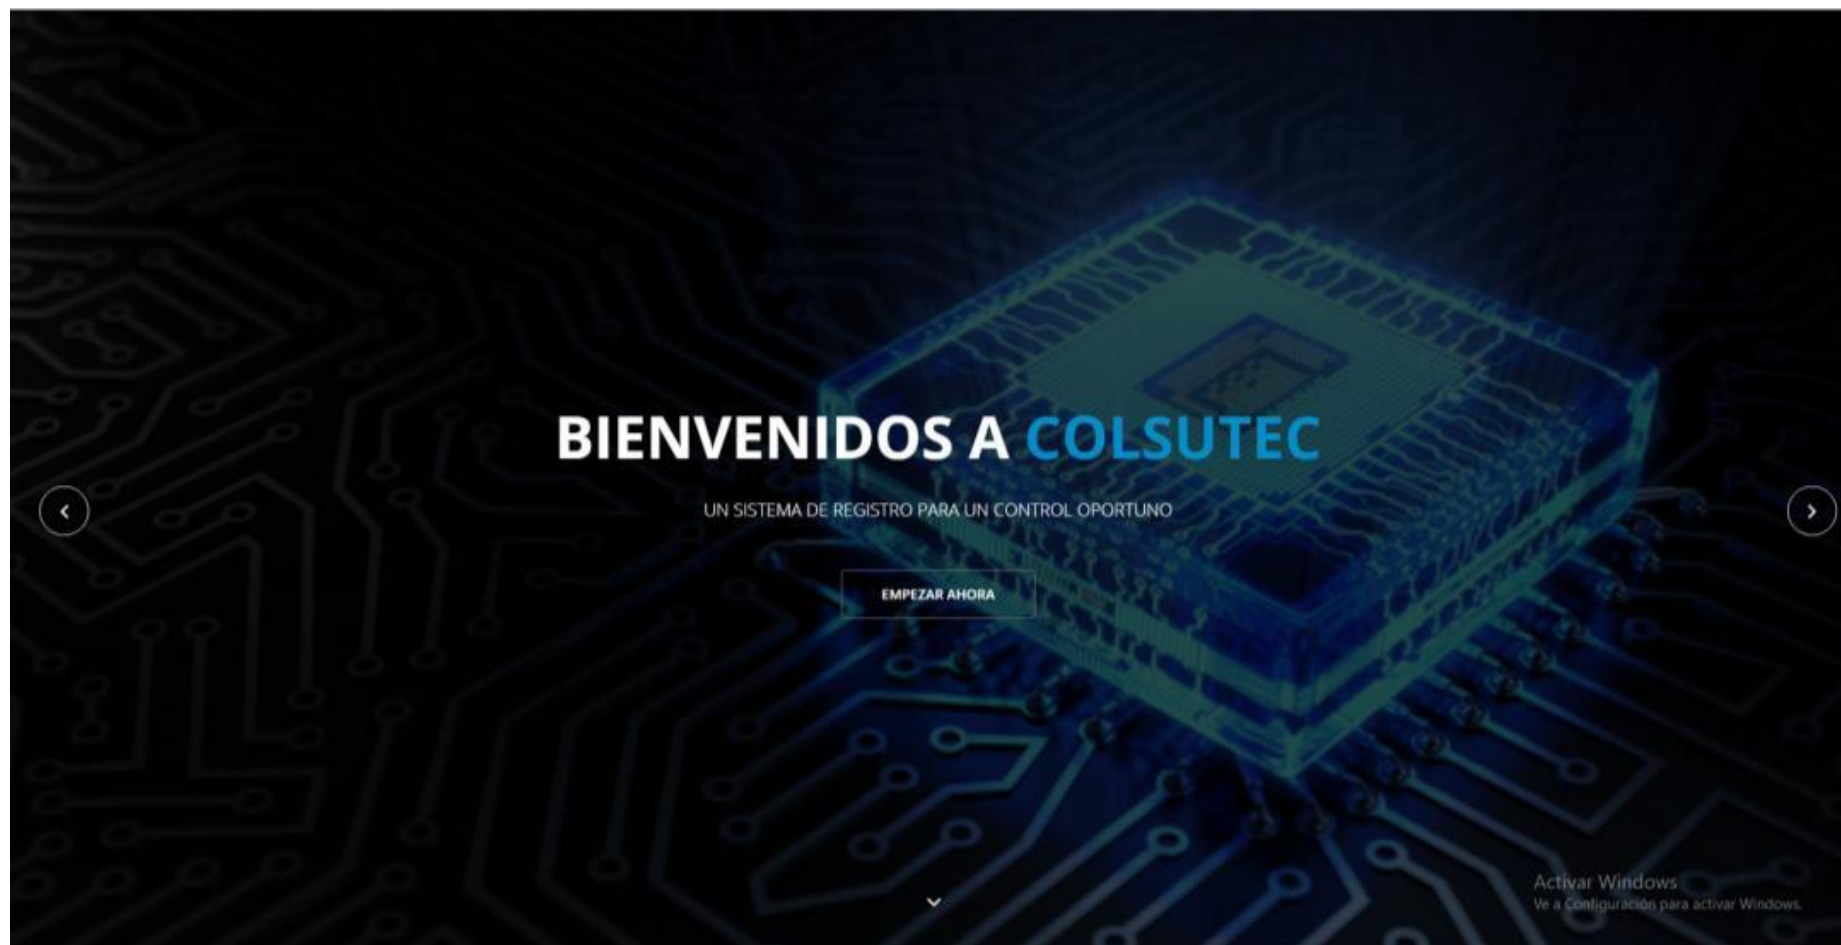 BIENVENIDOS A COLSUTEC
UN SISTEMA DE REGISTRO PARA UN CONTROL OPORTUNO
EMPEZAR AHORA
Activar Windows
Ve a Configuración para activar Windows.